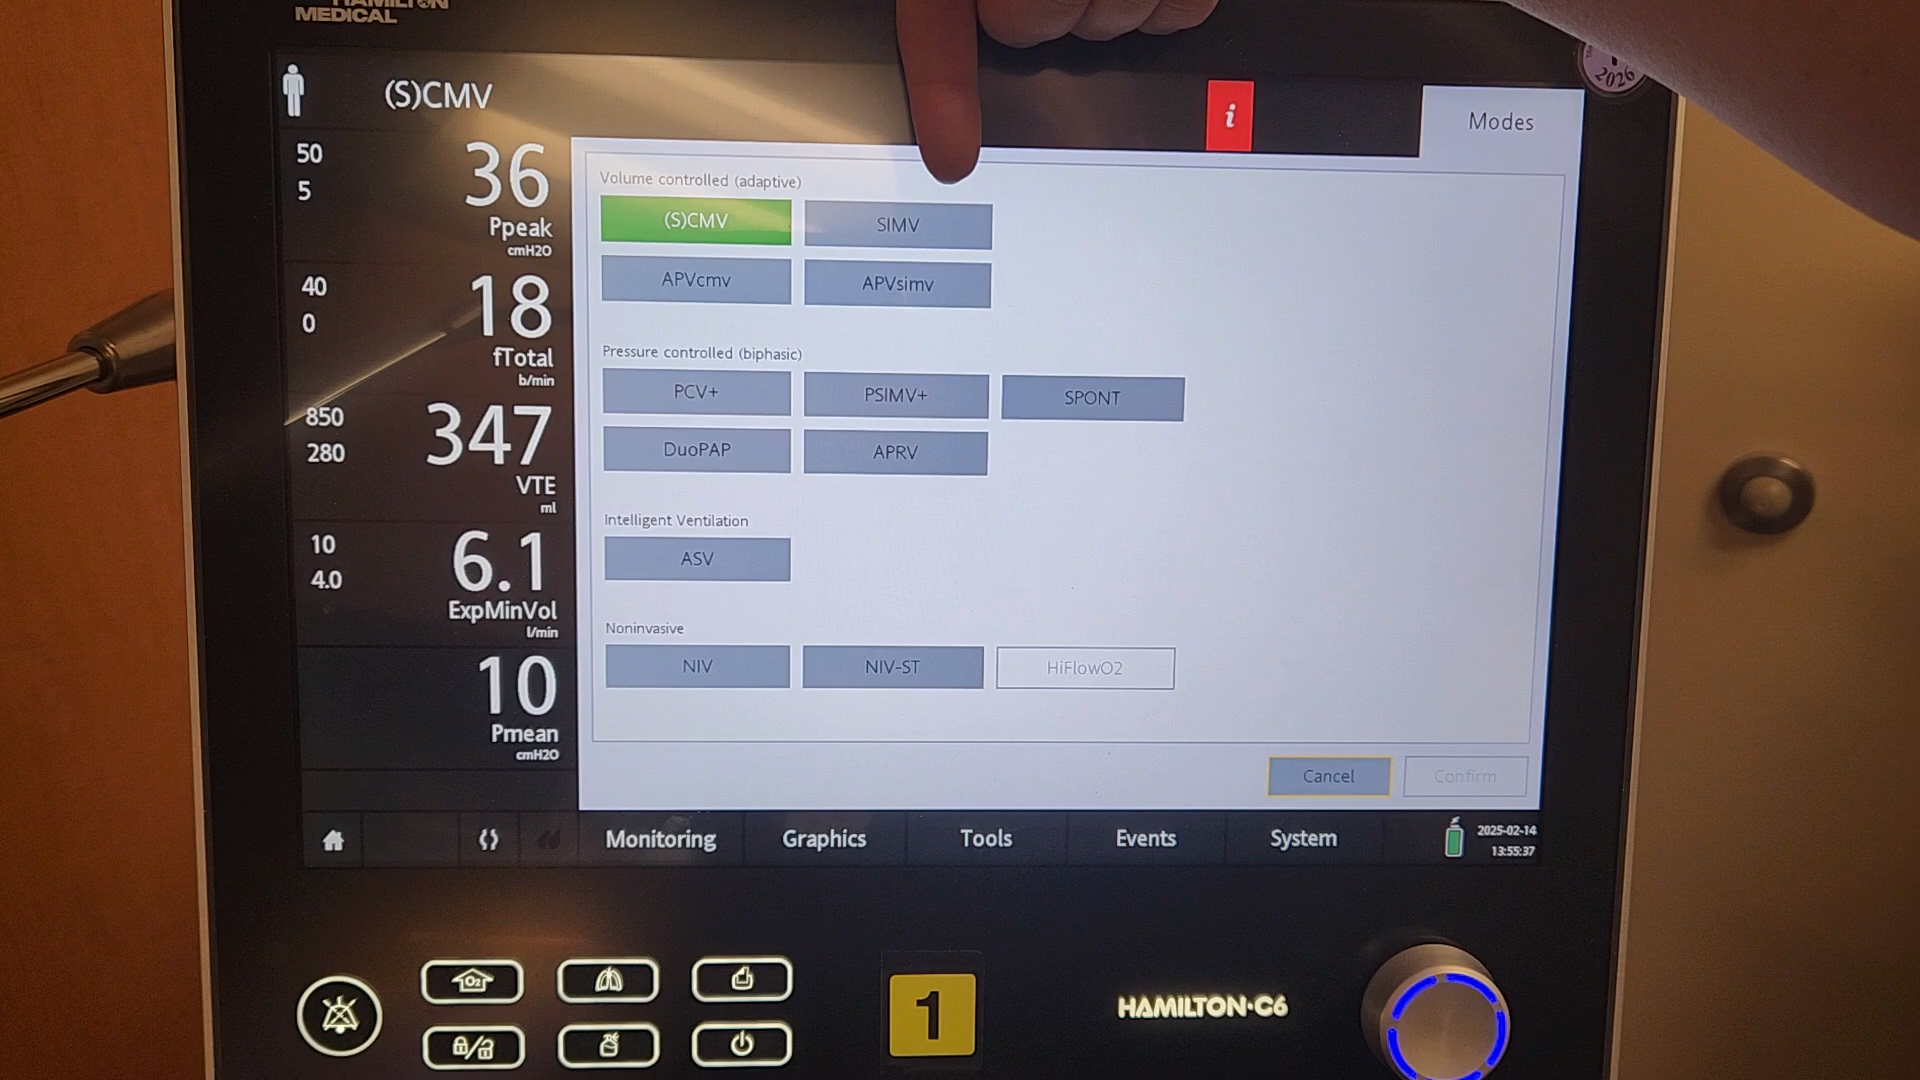 HAMILTON
MEDICAL
2026
(S)CMV
i
Modes
50
5
36
Ppeak
cmH2O
40
0
18
fTotal
b/min
850
280
347
VTE
ml
10
4.0
6.1
ExpMinVol
l/min
10
Pmean
cmH2O
Volume controlled (adaptive)
(S)CMV SIMV
APVcmv APVsimv
Pressure controlled (biphasic)
PCV+ PSIMV+ SPONT
DuoPAP APRV
Intelligent Ventilation
ASV
Noninvasive
NIV NIV-ST HiFlowO2
Cancel Confirm
Monitoring Graphics Tools Events System
2025-02-14
13:55:37
O2
1
HAMILTON-C6